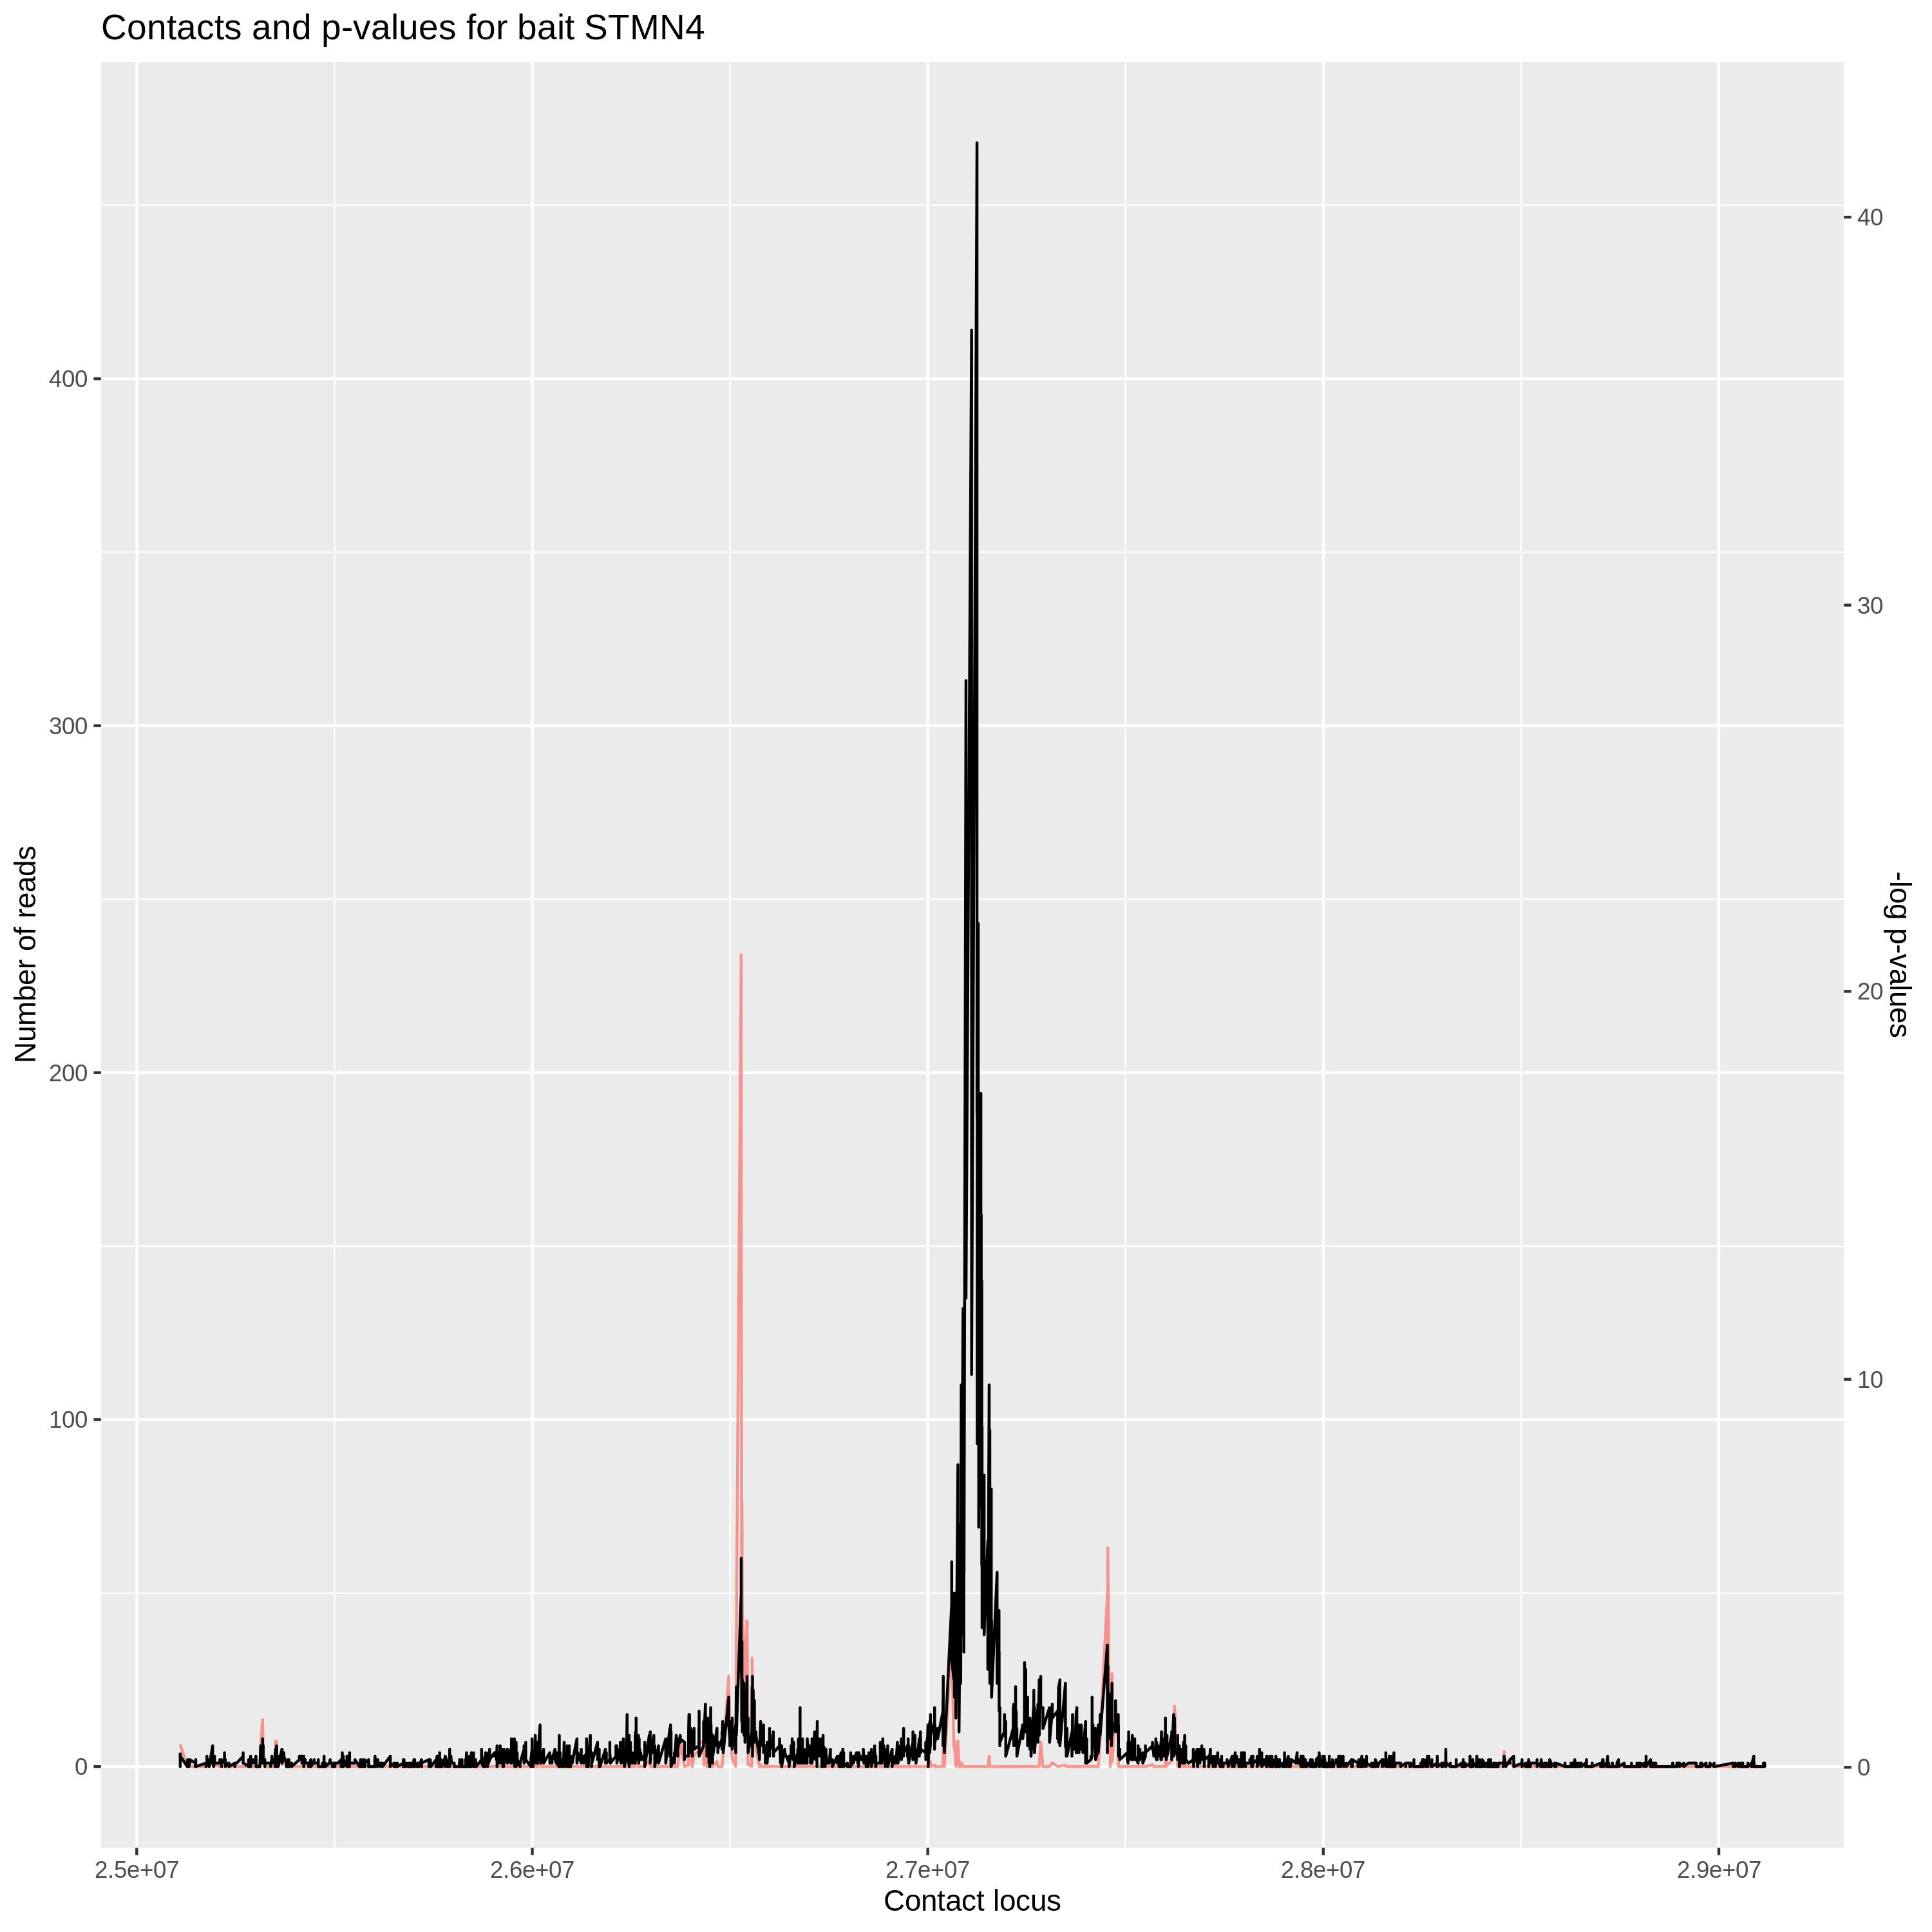 Contacts and p-values for bait STMN4
400
300
200
100
0
Number of reads
40
30
20
10
0
-log p-values
2.5e+07 2.6e+07 2.7e+07 2.8e+07 2.9e+07
Contact locus